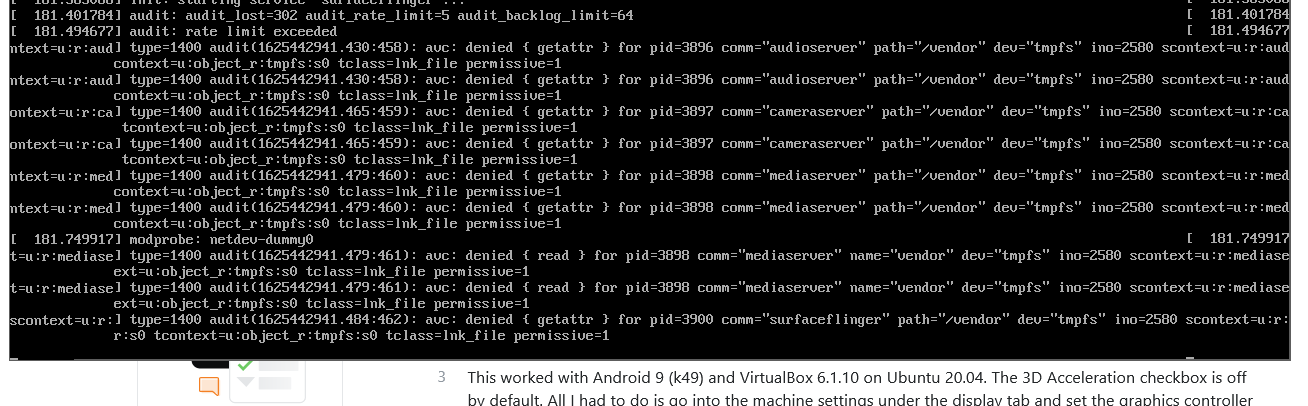 [  181.385088] init: starting service 'surfaceflinger'...  [  181.385088
[  181.401784] audit: audit_lost=302 audit_rate_limit=5 audit_backlog_limit=64  [  181.401784
[  181.494677] audit: rate limit exceeded  [  181.494677
ntext=u:r:aud] type=1400 audit(1625442941.430:458): avc: denied { getattr } for pid=3896 comm="audioserver" path="/vendor" dev="tmpfs" ino=2580 scontext=u:r:aud
context=u:object_r:tmpfs:s0 tclass=lnk_file permissive=1
ntext=u:r:aud] type=1400 audit(1625442941.430:458): avc: denied { getattr } for pid=3896 comm="audioserver" path="/vendor" dev="tmpfs" ino=2580 scontext=u:r:aud
context=u:object_r:tmpfs:s0 tclass=lnk_file permissive=1
ontext=u:r:ca] type=1400 audit(1625442941.465:459): avc: denied { getattr } for pid=3897 comm="cameraserver" path="/vendor" dev="tmpfs" ino=2580 scontext=u:r:ca
tcontext=u:object_r:tmpfs:s0 tclass=lnk_file permissive=1
ontext=u:r:ca] type=1400 audit(1625442941.465:459): avc: denied { getattr } for pid=3897 comm="cameraserver" path="/vendor" dev="tmpfs" ino=2580 scontext=u:r:ca
tcontext=u:object_r:tmpfs:s0 tclass=lnk_file permissive=1
ntext=u:r:med] type=1400 audit(1625442941.479:460): avc: denied { getattr } for pid=3898 comm="mediaserver" path="/vendor" dev="tmpfs" ino=2580 scontext=u:r:med
context=u:object_r:tmpfs:s0 tclass=lnk_file permissive=1
ntext=u:r:med] type=1400 audit(1625442941.479:460): avc: denied { getattr } for pid=3898 comm="mediaserver" path="/vendor" dev="tmpfs" ino=2580 scontext=u:r:med
context=u:object_r:tmpfs:s0 tclass=lnk_file permissive=1
[  181.749917] modprobe: netdev-dummy0  [  181.749917
t=u:r:mediase] type=1400 audit(1625442941.479:461): avc: denied { read } for pid=3898 comm="mediaserver" name="vendor" dev="tmpfs" ino=2580 scontext=u:r:mediase
ext=u:object_r:tmpfs:s0 tclass=lnk_file permissive=1
t=u:r:mediase] type=1400 audit(1625442941.479:461): avc: denied { read } for pid=3898 comm="mediaserver" name="vendor" dev="tmpfs" ino=2580 scontext=u:r:mediase
ext=u:object_r:tmpfs:s0 tclass=lnk_file permissive=1
scontext=u:r:] type=1400 audit(1625442941.484:462): avc: denied { getattr } for pid=3900 comm="surfaceflinger" path="/vendor" dev="tmpfs" ino=2580 scontext=u:r:
r:s0 tcontext=u:object_r:tmpfs:s0 tclass=lnk_file permissive=1
3 This worked with Android 9 (k49) and VirtualBox 6.1.10 on Ubuntu 20.04. The 3D Acceleration checkbox is off
by default. All I had to do is go into the machine settings under the display tab and set the graphics controller